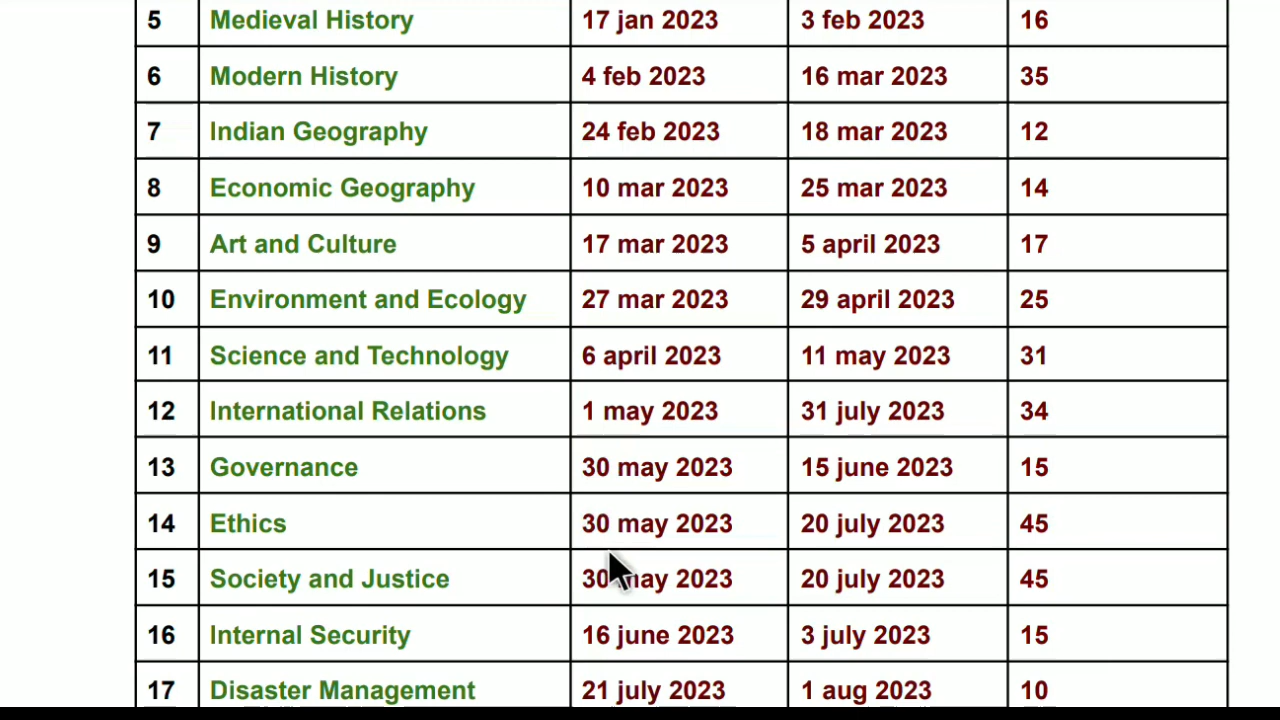 5 Medieval History 17 jan 2023 3 feb 2023 16
6 Modern History 4 feb 2023 16 mar 2023 35
7 Indian Geography 24 feb 2023 18 mar 2023 12
8 Economic Geography 10 mar 2023 25 mar 2023 14
9 Art and Culture 17 mar 2023 5 april 2023 17
10 Environment and Ecology 27 mar 2023 29 april 2023 25
11 Science and Technology 6 april 2023 11 may 2023 31
12 International Relations 1 may 2023 31 july 2023 34
13 Governance 30 may 2023 15 june 2023 15
14 Ethics 30 may 2023 20 july 2023 45
15 Society and Justice 30 may 2023 20 july 2023 45
16 Internal Security 16 june 2023 3 july 2023 15
17 Disaster Management 21 july 2023 1 aug 2023 10